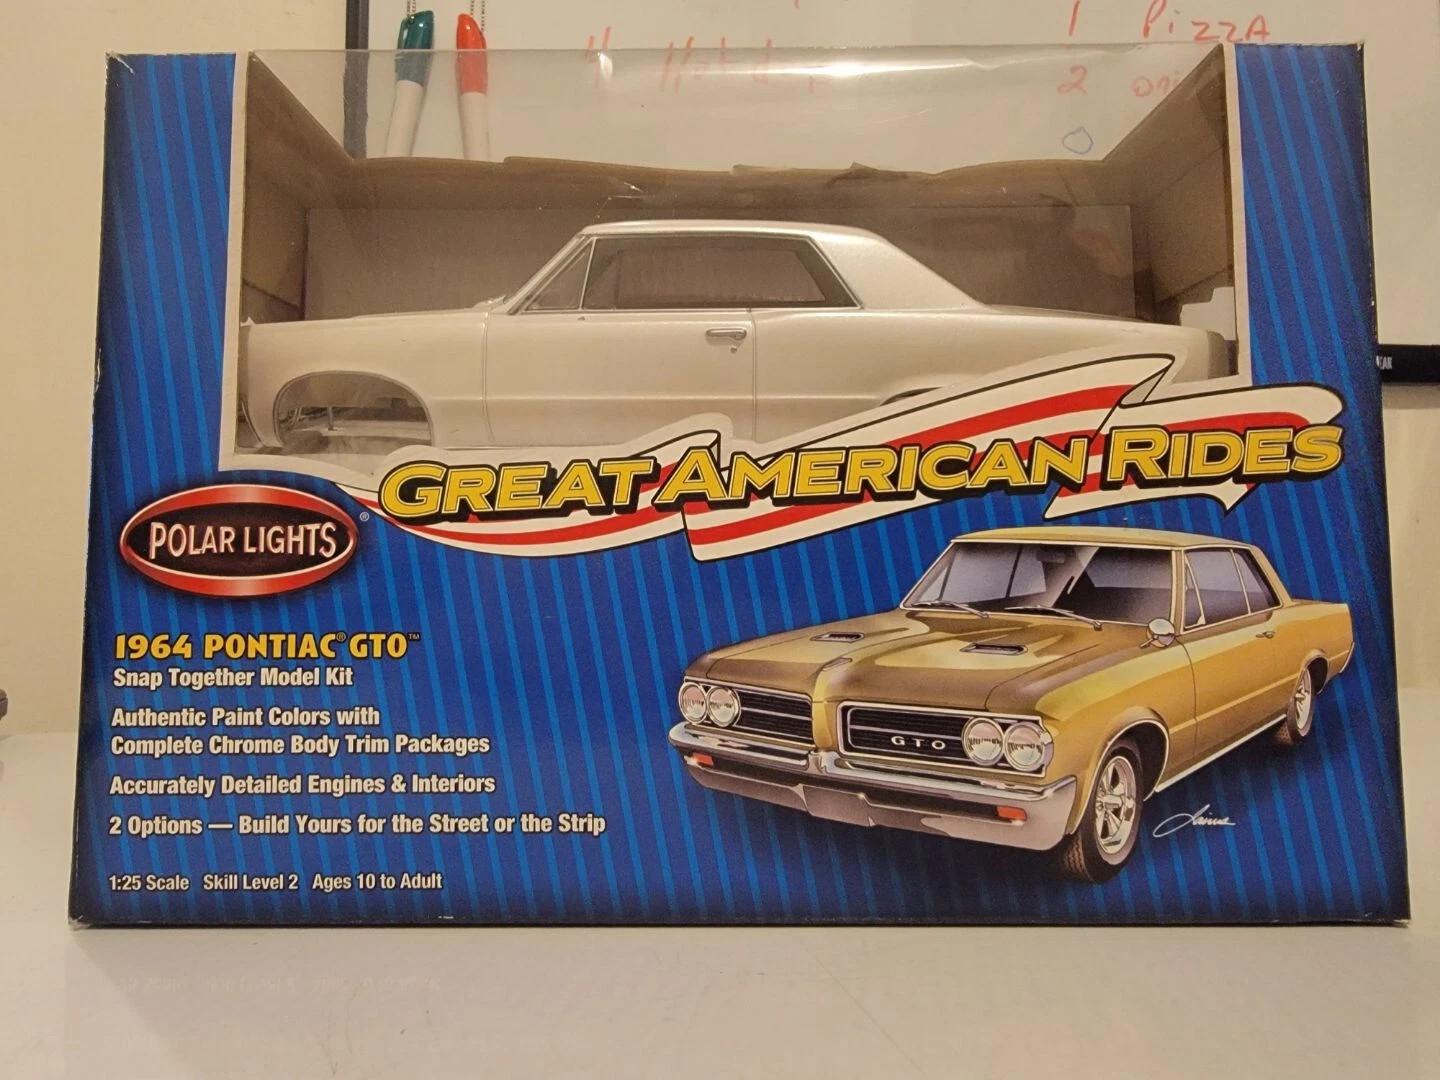 1 PizzA
2
GREAT AMERICAN RIDES
POLAR LIGHTS ®
1964 PONTIAC® GTO™
Snap Together Model Kit
Authentic Paint Colors with
Complete Chrome Body Trim Packages
Accurately Detailed Engines & Interiors
2 Options — Build Yours for the Street or the Strip
1:25 Scale Skill Level 2 Ages 10 to Adult
GTO